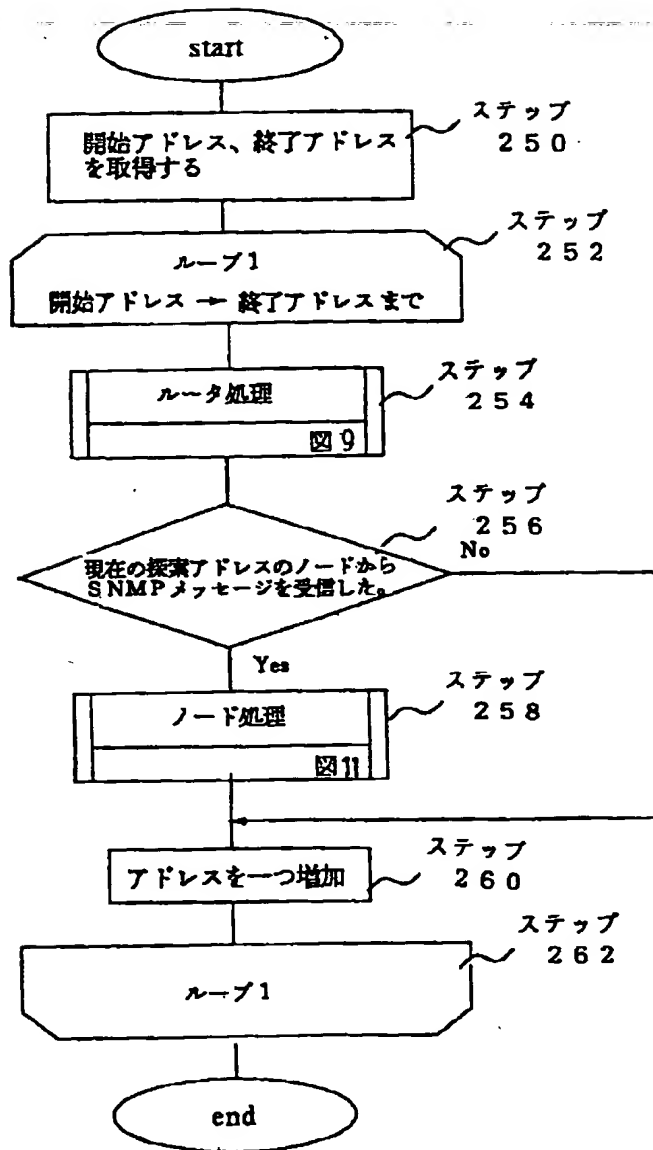 start
開始アドレス、終了アドレス
を取得する
ステップ
250
ループ1
開始アドレス → 終了アドレスまで
ステップ
252
ルータ処理
図9
ステップ
254
現在の探索アドレスのノードから
SNMPメッセージを受信した。
ステップ
256
No
Yes
ノード処理
図11
ステップ
258
アドレスを一つ増加
ステップ
260
ループ1
ステップ
262
end